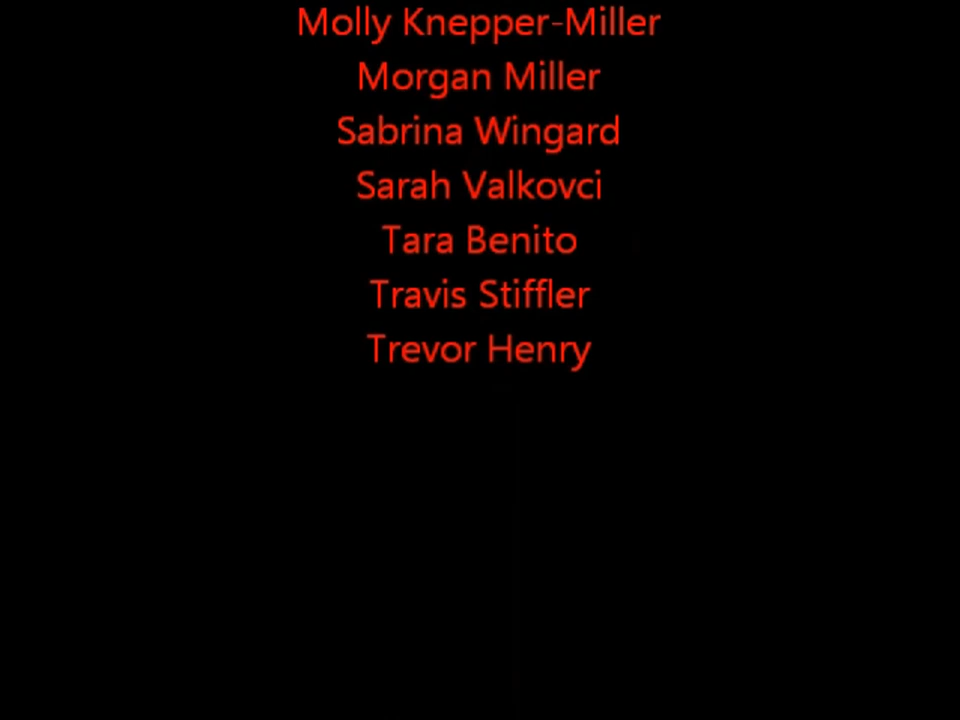 Molly Knepper-Miller
Morgan Miller
Sabrina Wingard
Sarah Valkovci
Tara Benito
Travis Stiffler
Trevor Henry